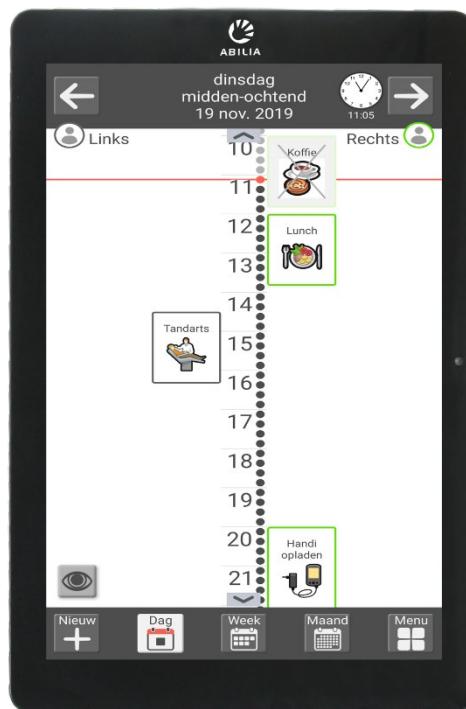 ABILIA
dinsdag
midden-ochtend
19 nov. 2019
11:05
Links
Rechts
10
Koffie
11
12
Lunch
13
14
Tandarts
15
16
17
18
19
20
Handi
opladen
21
Nieuw
Dag
Week
Maand
Menu